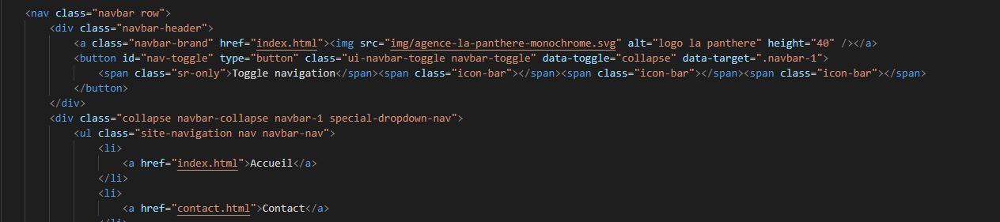 <nav class="navbar row">
<div class="navbar-header">
<a class="navbar-brand" href="index.html"><img src="img/agence-la-panthere-monochrome.svg" alt="logo la panthere" height="40" /></a>
<button id="nav-toggle" type="button" class="ui-navbar-toggle navbar-toggle" data-toggle="collapse" data-target=".navbar-1">
<span class="sr-only">Toggle navigation</span><span class="icon-bar"></span><span class="icon-bar"></span><span class="icon-bar"></span>
</button>
</div>
<div class="collapse navbar-collapse navbar-1 special-dropdown-nav">
<ul class="site-navigation nav navbar-nav">
<li>
<a href="index.html">Accueil</a>
</li>
<li>
<a href="contact.html">Contact</a>
</li>